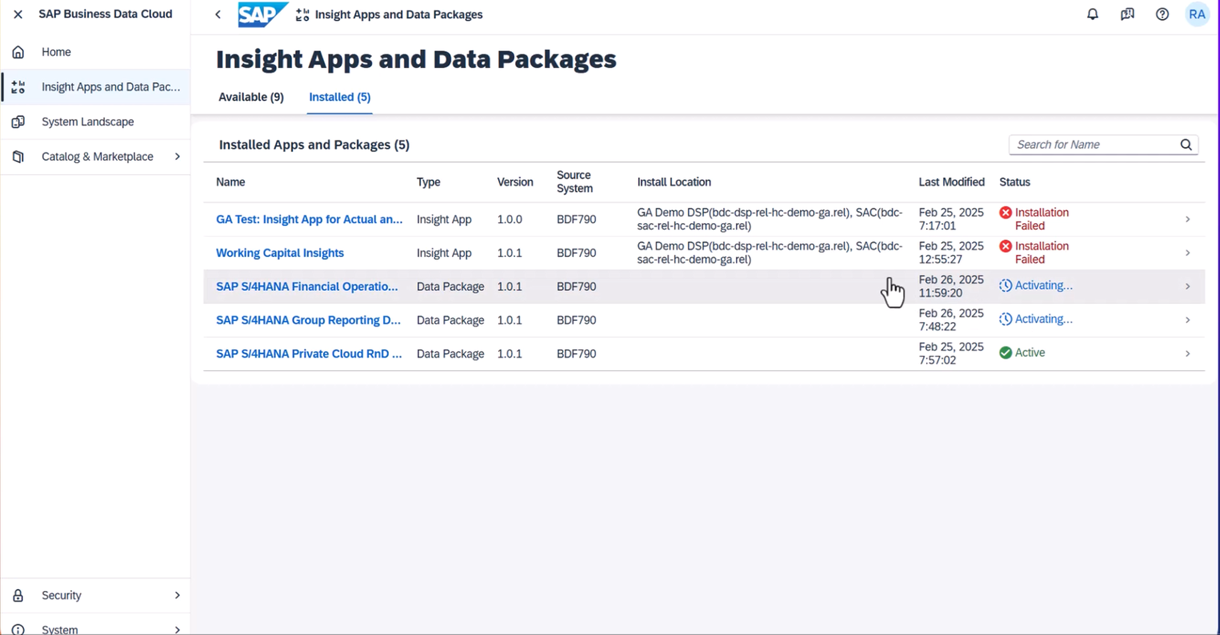 SAP Business Data Cloud
SAP Insight Apps and Data Packages
RA
Home
Insight Apps and Data Pac...
System Landscape
Catalog & Marketplace
Security
System
Insight Apps and Data Packages
Available (9) Installed (5)
Installed Apps and Packages (5)
Search for Name
Name Type Version Source System Install Location Last Modified Status
GA Test: Insight App for Actual an... Insight App 1.0.0 BDF790 GA Demo DSP(bdc-dsp-rel-hc-demo-ga.rel), SAC(bdc-
sac-rel-hc-demo-ga.rel) Feb 25, 2025
7:17:01 Installation
Failed
Working Capital Insights Insight App 1.0.1 BDF790 GA Demo DSP(bdc-dsp-rel-hc-demo-ga.rel), SAC(bdc-
sac-rel-hc-demo-ga.rel) Feb 25, 2025
12:55:27 Installation
Failed
SAP S/4HANA Financial Operatio... Data Package 1.0.1 BDF790 Feb 26, 2025
11:59:20 Activating...
SAP S/4HANA Group Reporting D... Data Package 1.0.1 BDF790 Feb 26, 2025
7:48:22 Activating...
SAP S/4HANA Private Cloud RnD ... Data Package 1.0.1 BDF790 Feb 25, 2025
7:57:02 Active